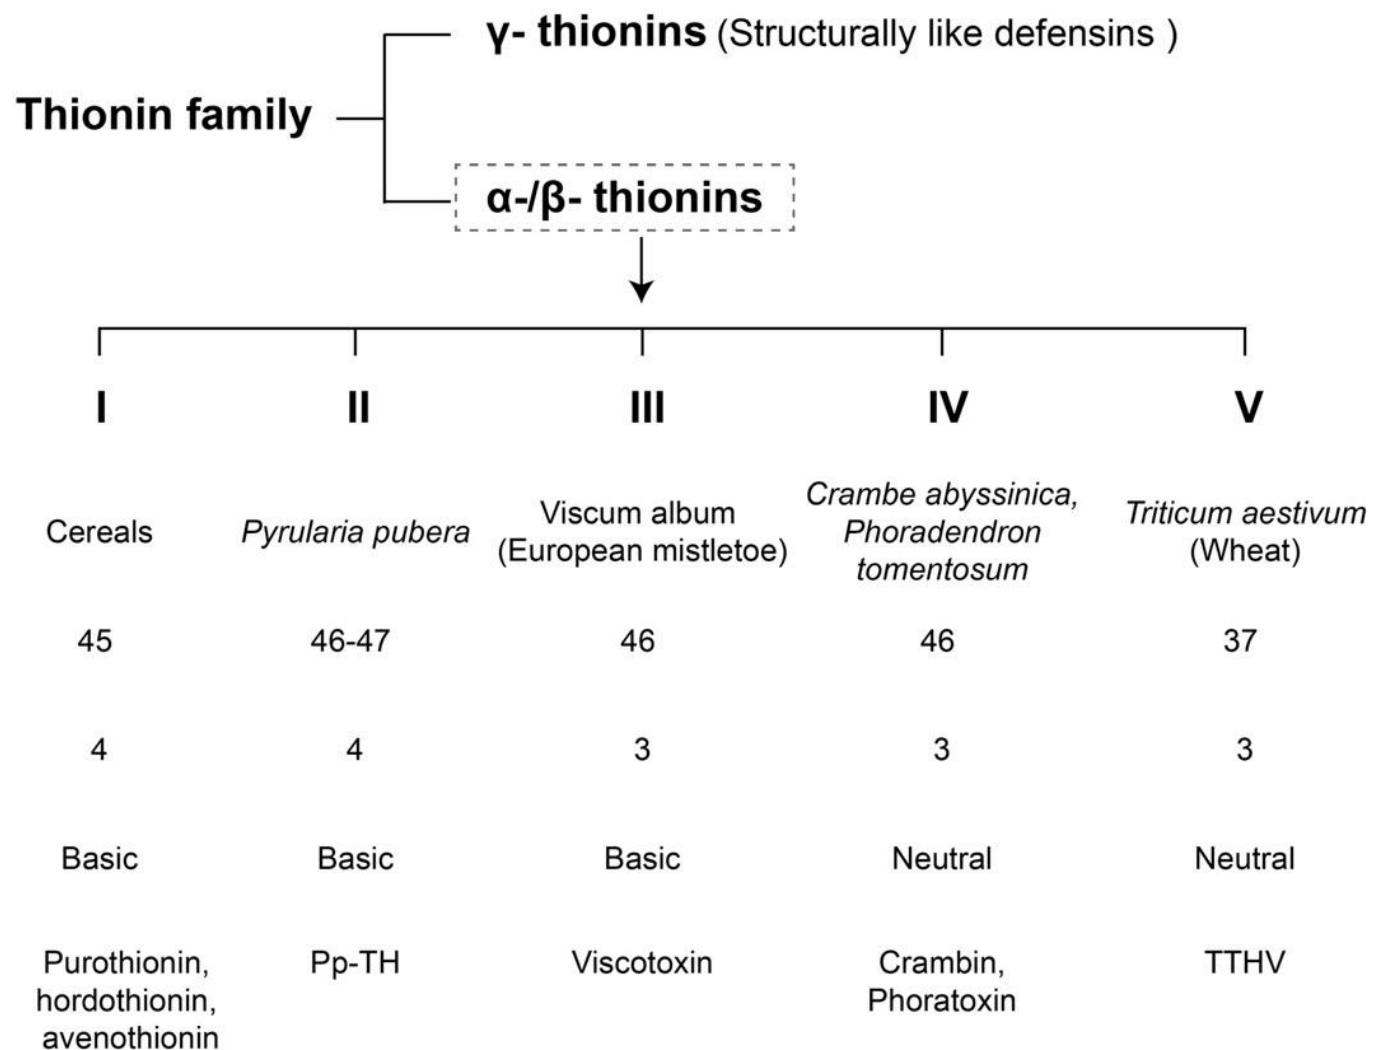 γ- thionins (Structurally like defensins )
Thionin family
α-/β- thionins
I II III IV V
Cereals
Pyrularia pubera
Viscum album
(European mistletoe)
Crambe abyssinica,
Phoradendron
tomentosum
Triticum aestivum
(Wheat)
45 46-47 46 46 37
4 4 3 3 3
Basic Basic Basic Neutral Neutral
Purothionin,
hordothionin,
avenothionin
Pp-TH
Viscotoxin
Crambin,
Phoratoxin
TTHV